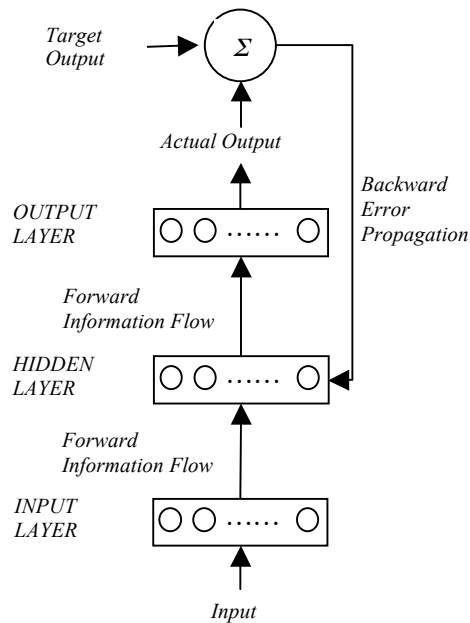 Target
Output
Σ
Actual Output
Backward
Error
Propagation
OUTPUT
LAYER
......
Forward
Information Flow
HIDDEN
LAYER
......
Forward
Information Flow
INPUT
LAYER
......
Input